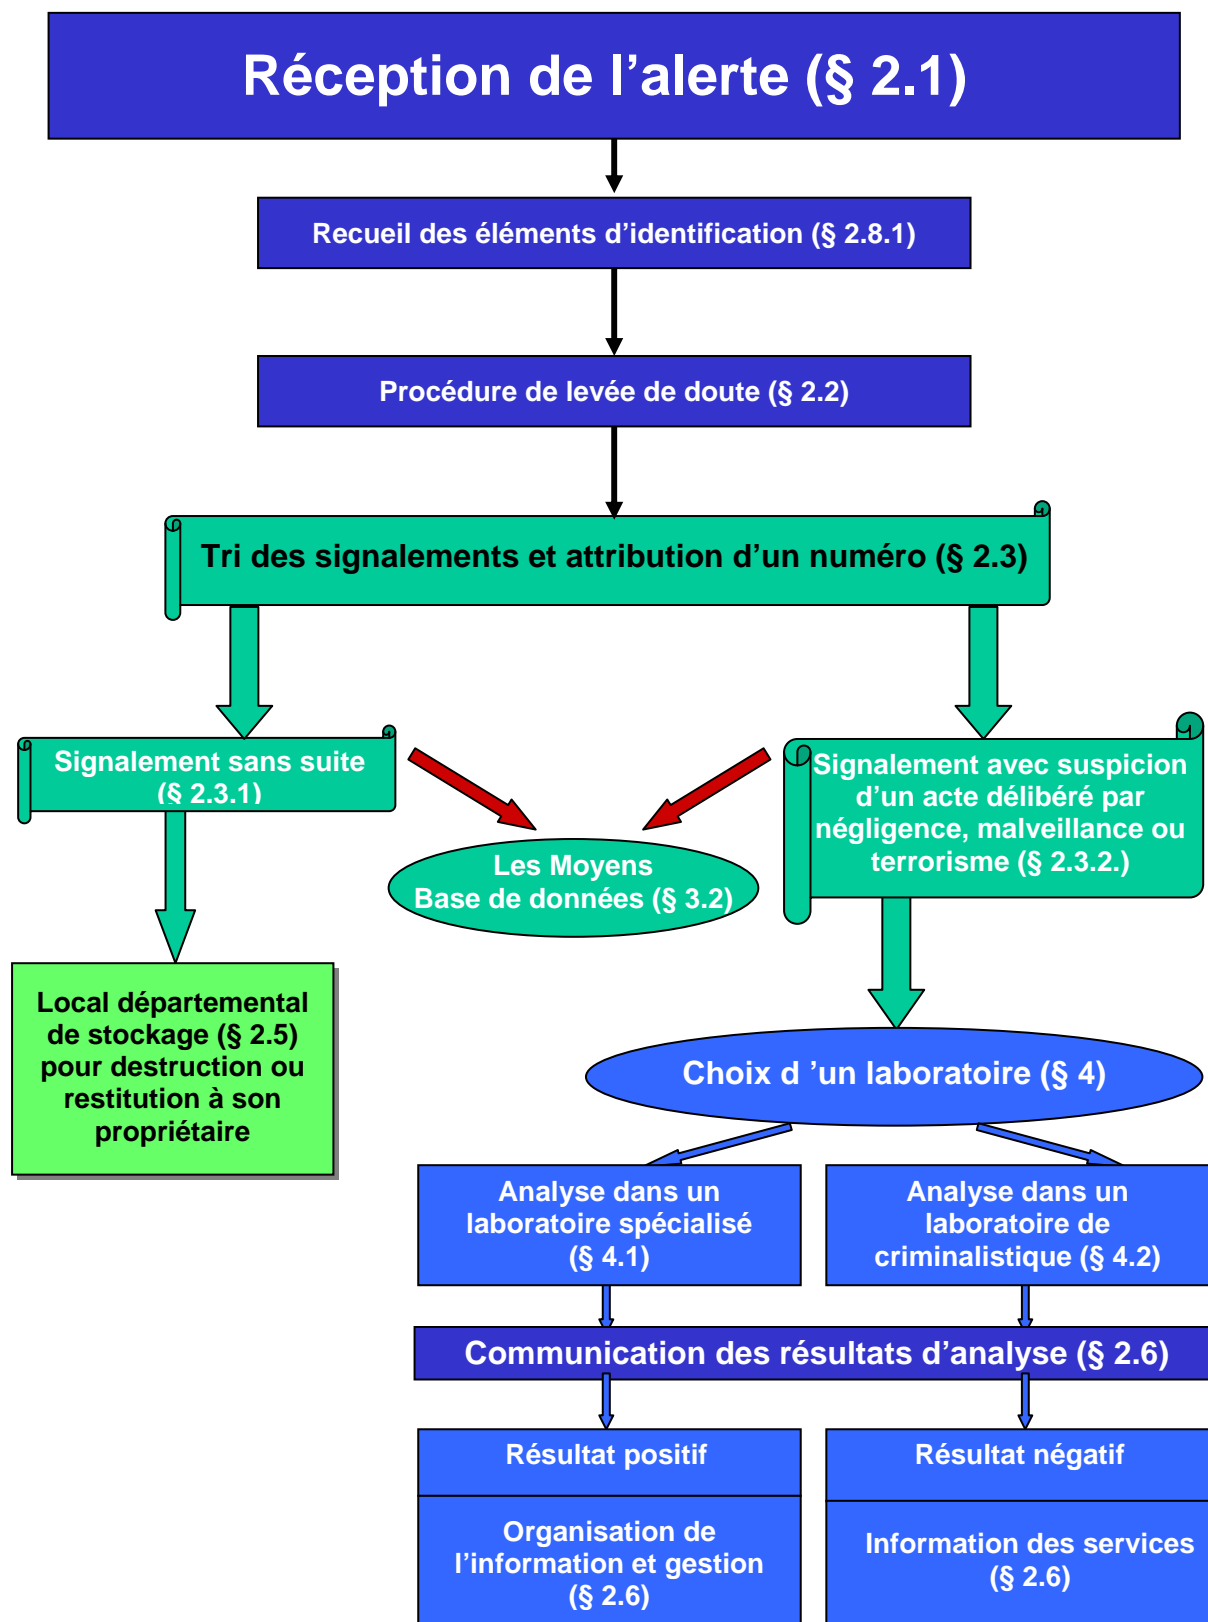 Réception de l’alerte (§ 2.1)
Recueil des éléments d’identification (§ 2.8.1)
Procédure de levée de doute (§ 2.2)
Tri des signalements et attribution d’un numéro (§ 2.3)
Signalement sans suite
(§ 2.3.1)
Signalement avec suspicion
d’un acte délibéré par
négligence, malveillance ou
terrorisme (§ 2.3.2.)
Les Moyens
Base de données (§ 3.2)
Local départemental
de stockage (§ 2.5)
pour destruction ou
restitution à son
propriétaire
Choix d ’un laboratoire (§ 4)
Analyse dans un
laboratoire spécialisé
(§ 4.1)
Analyse dans un
laboratoire de
criminalistique (§ 4.2)
Communication des résultats d’analyse (§ 2.6)
Résultat positif
Organisation de
l’information et gestion
(§ 2.6)
Résultat négatif
Information des services
(§ 2.6)